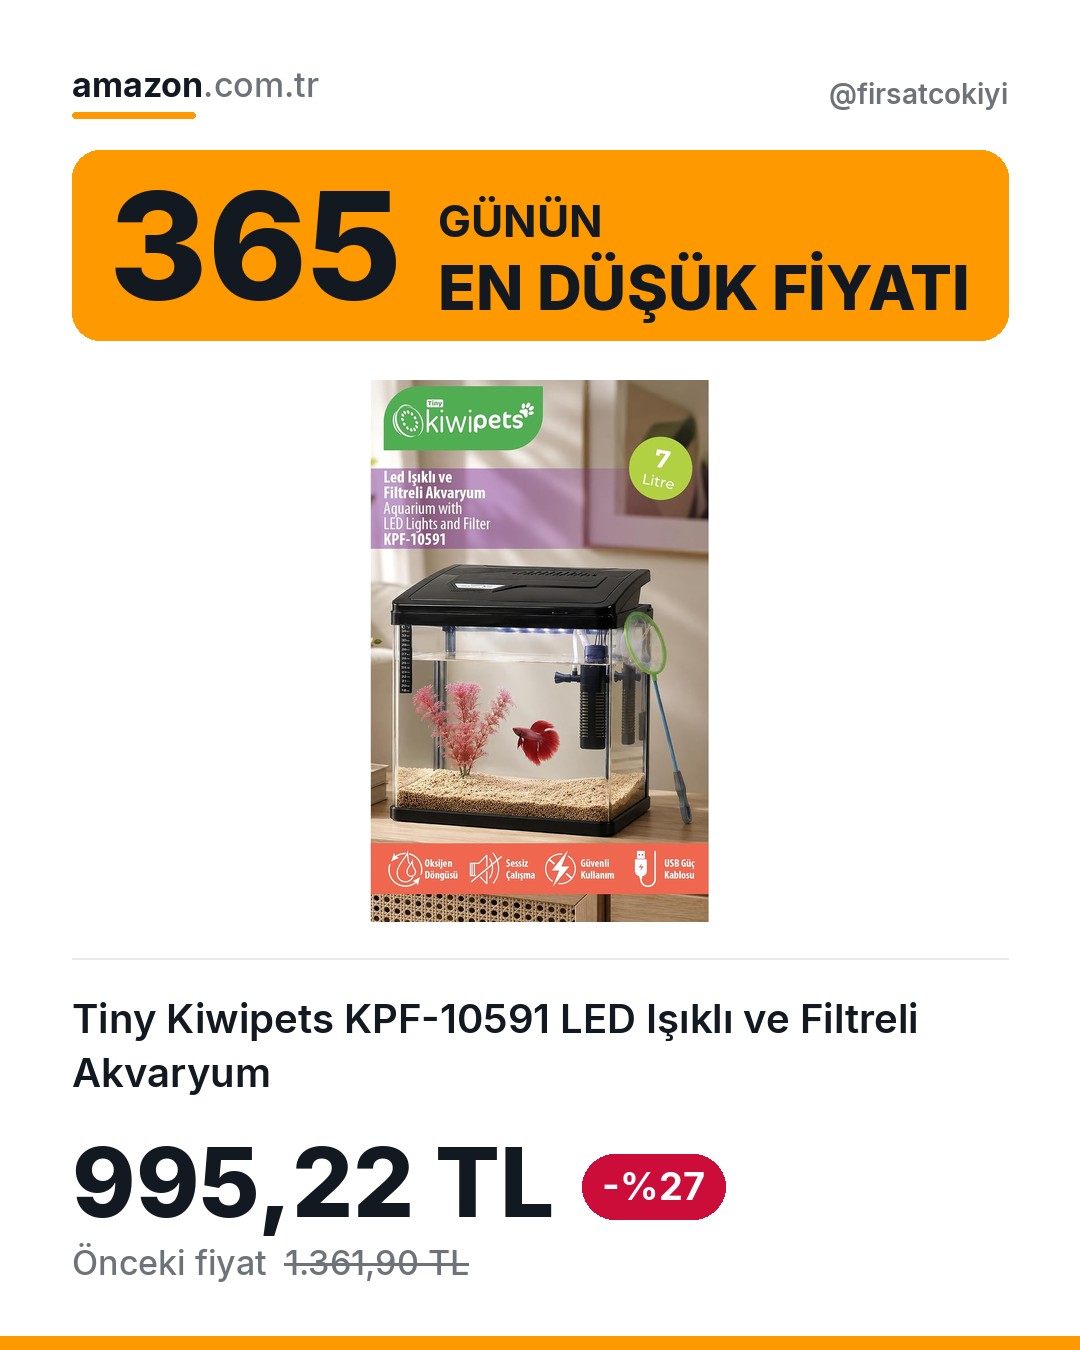 amazon.com.tr
@firsatcokiyi
365
GÜNÜN
EN DÜŞÜK FİYATI
Tiny
kiwipets
7
Litre
Led Işıklı ve
Filtreli Akvaryum
Aquarium with
LED Lights and Filter
KPF-10591
Oksijen
Döngüsü
Sessiz
Çalışma
Güvenli
Kullanım
USB Güç
Kablosu
Tiny Kiwipets KPF-10591 LED Işıklı ve Filtreli
Akvaryum
995,22 TL
-%27
Önceki fiyat 1.361,90 TL